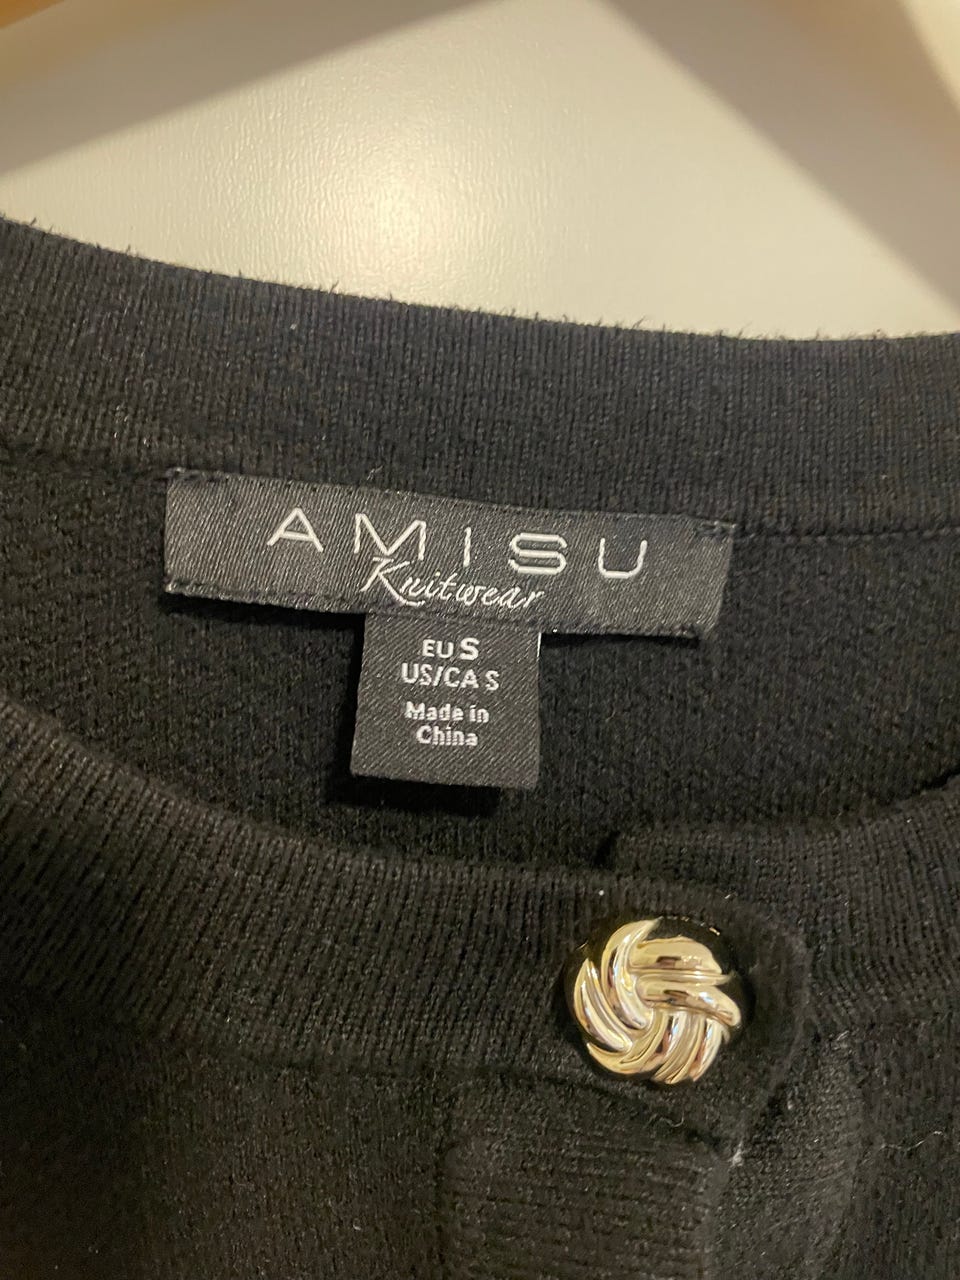 AMISU
Knitwear
EU S
US/CA S
Made in
China